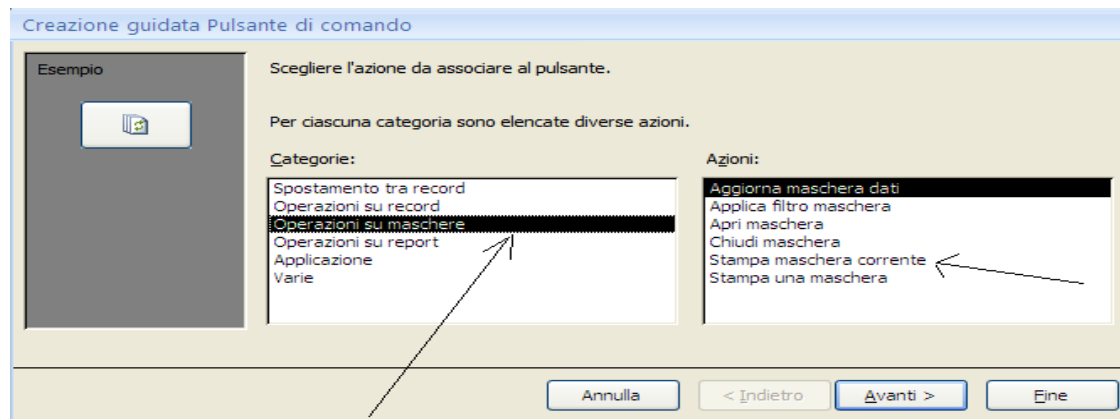 Creazione guidata Pulsante di comando
Esempio
Scegliere l'azione da associare al pulsante.
Per ciascuna categoria sono elencate diverse azioni.
Categorie:
Spostamento tra record
Operazioni su record
Operazioni su maschere
Operazioni su report
Applicazione
Varie
Azioni:
Aggiorna maschera dati
Applica filtro maschera
Apri maschera
Chiudi maschera
Stampa maschera corrente
Stampa una maschera
Annulla
< Indietro
Avanti >
Fine